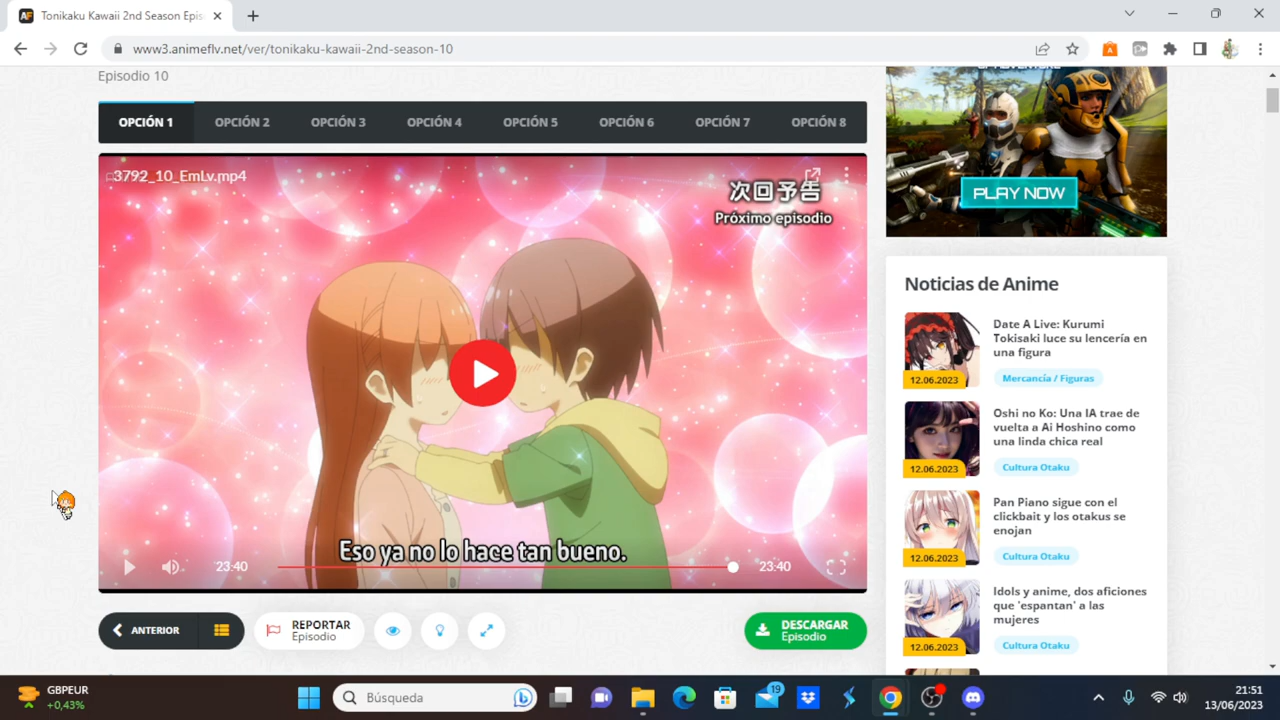 Tonikaku Kawaii 2nd Season Epis
www3.animeflv.net/ver/tonikaku-kawaii-2nd-season-10
Episodio 10
OPCIÓN 1
OPCIÓN 2
OPCIÓN 3
OPCIÓN 4
OPCIÓN 5
OPCIÓN 6
OPCIÓN 7
OPCIÓN 8
3792_10_EmLv.mp4
次回予告
Próximo episodio
Eso ya no lo hace tan bueno.
23:40
23:40
ANTERIOR
REPORTAR
Episodio
DESCARGAR
Episodio
PLAY NOW
Noticias de Anime
Date A Live: Kurumi
Tokisaki luce su lencería en
una figura
12.06.2023
Mercancía / Figuras
Oshi no Ko: Una IA trae de
vuelta a Ai Hoshino como
una linda chica real
12.06.2023
Cultura Otaku
Pan Piano sigue con el
clickbait y los otakus se
enojan
12.06.2023
Cultura Otaku
Idols y anime, dos aficiones
que 'espantan' a las
mujeres
12.06.2023
Cultura Otaku
GBPEUR
+0,43%
Búsqueda
19
21:51
13/06/2023